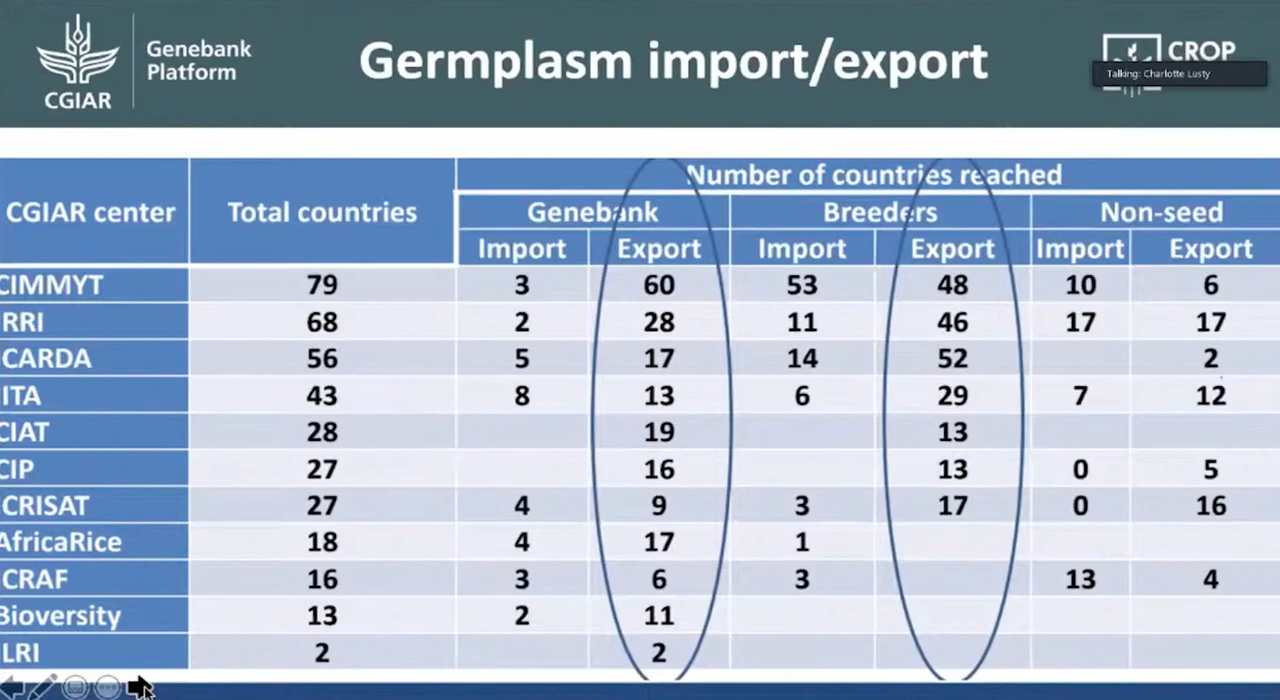 CGIAR
Genebank
Platform
Germplasm import/export
CROP
Talking: Charlotte Lusty
CGIAR center Total countries Number of countries reached
Genebank Breeders Non-seed
Import Export Import Export Import Export
CIMMYT 79 3 60 53 48 10 6
RRI 68 2 28 11 46 17 17
CARDA 56 5 17 14 52 2
ITA 43 8 13 6 29 7 12
CIAT 28 19 13
CIP 27 16 13 0 5
CRISAT 27 4 9 3 17 0 16
AfricaRice 18 4 17 1
CRAF 16 3 6 3 13 4
Bioversity 13 2 11
LRI 2 2